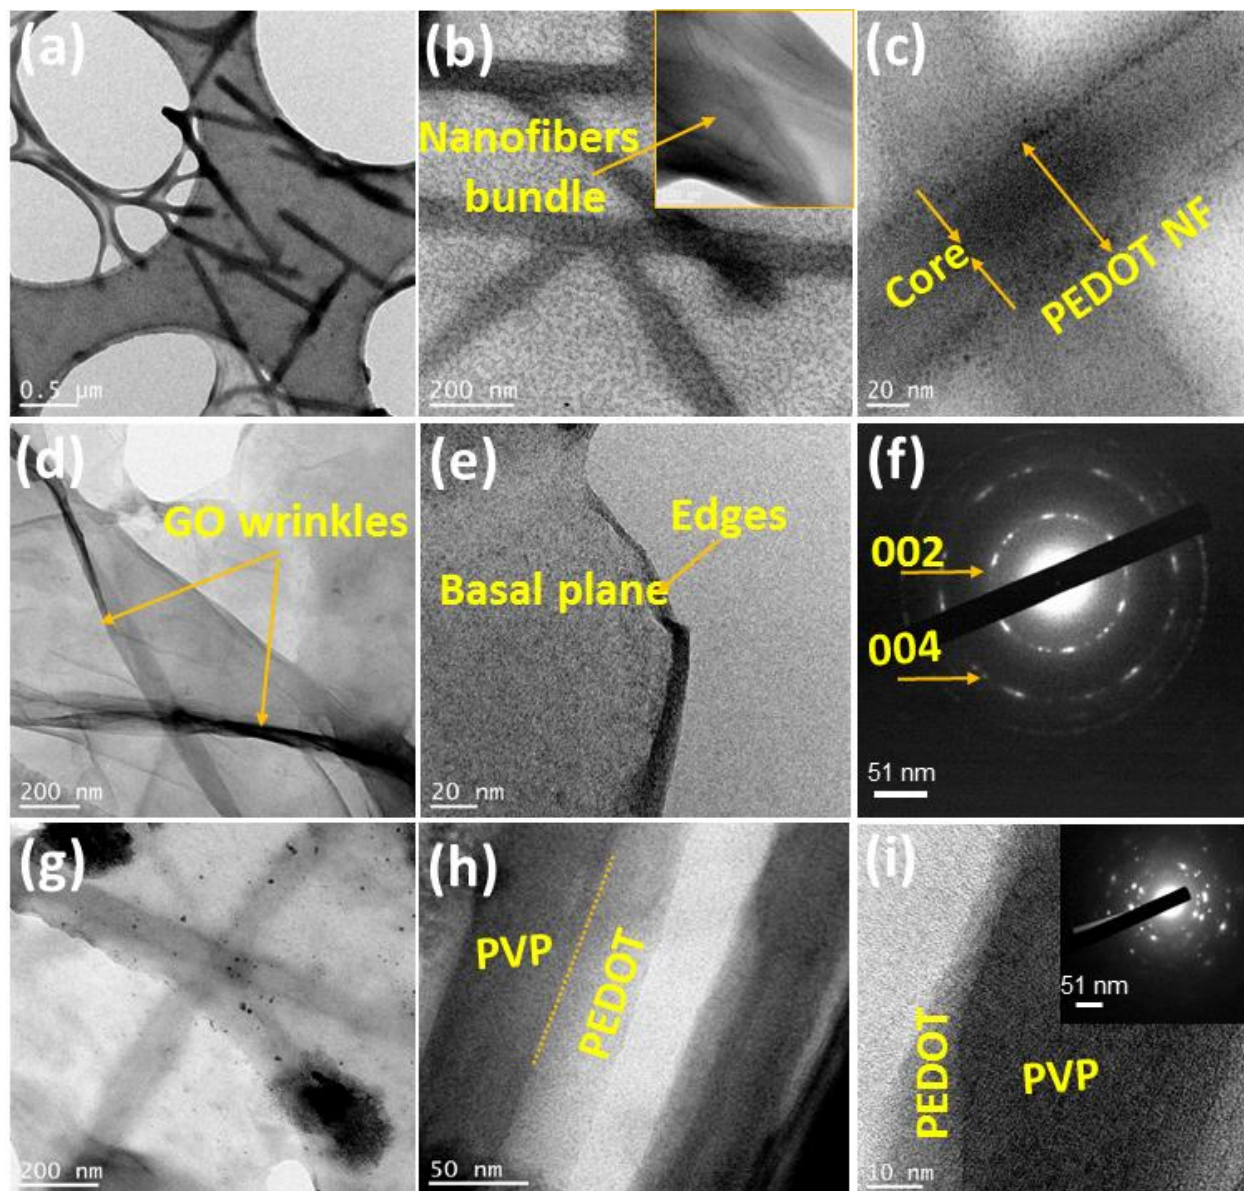 (a)
0.5 µm
(b)
Nanofibers
bundle
200 nm
(c)
Core
PEDOT NF
20 nm
(d)
GO wrinkles
200 nm
(e)
Edges
Basal plane
20 nm
(f)
002
004
51 nm
(g)
200 nm
(h)
PVP
PEDOT
50 nm
(i)
51 nm
PEDOT
PVP
10 nm